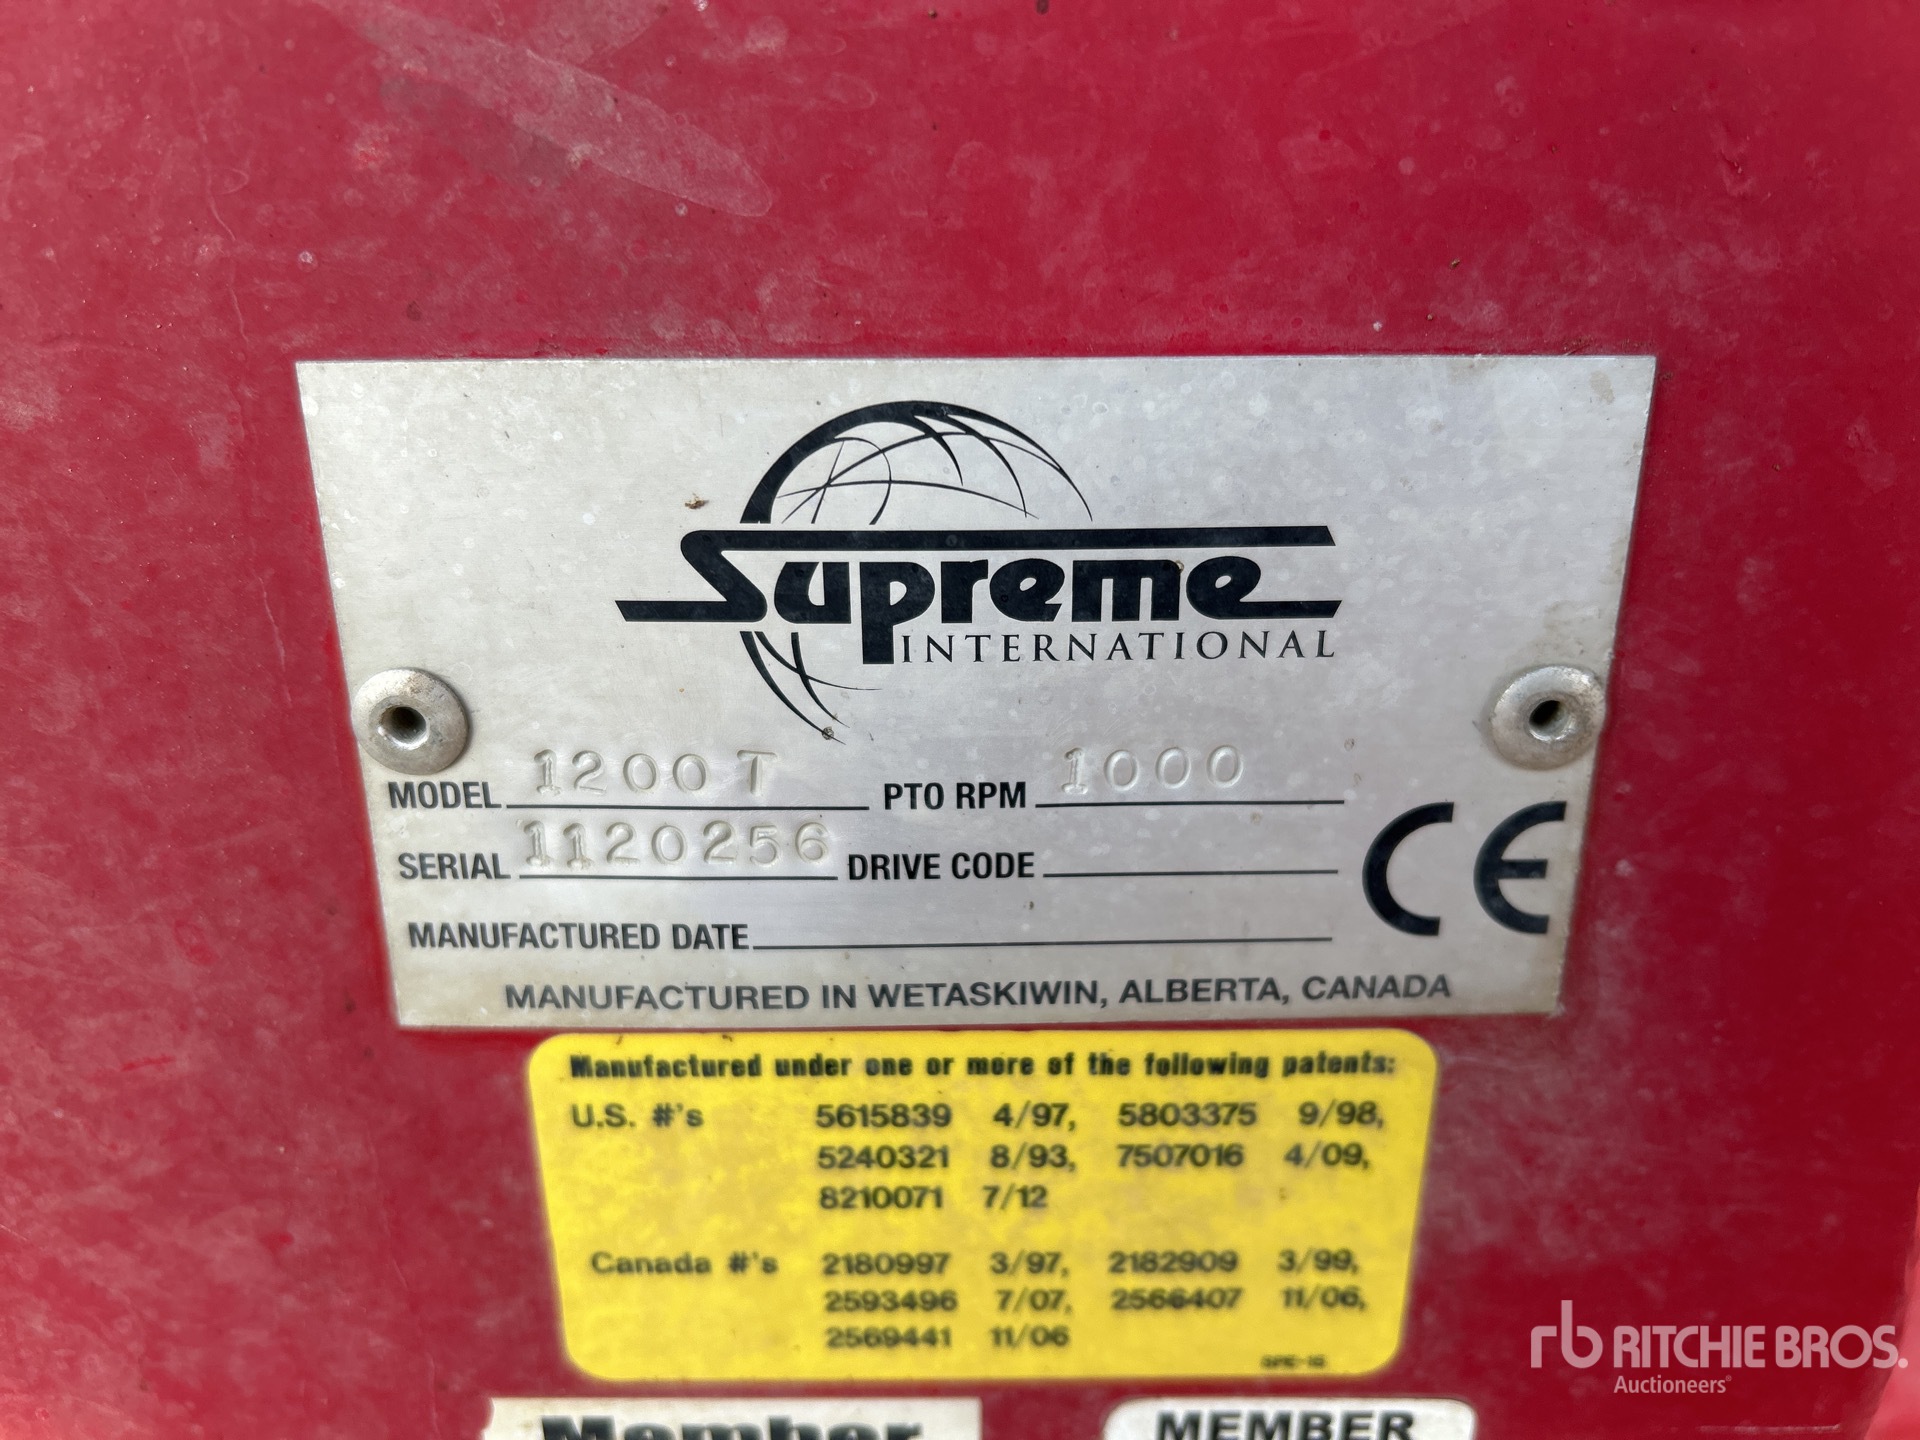 Supreme
INTERNATIONAL
MODEL 1200 T PTO RPM 1000
SERIAL 1120256 DRIVE CODE
MANUFACTURED DATE
CE
MANUFACTURED IN WETASKIWIN, ALBERTA, CANADA
Manufactured under one or more of the following patents:
U.S. #'s 5615839 4/97, 5803375 9/98,
5240321 8/93, 7507016 4/09,
8210071 7/12
Canada #'s 2180997 3/97, 2182909 3/99,
2593496 7/07, 2566407 11/06,
2569441 11/06
rb RITCHIE BROS.
Auctioneers
Member MEMBER